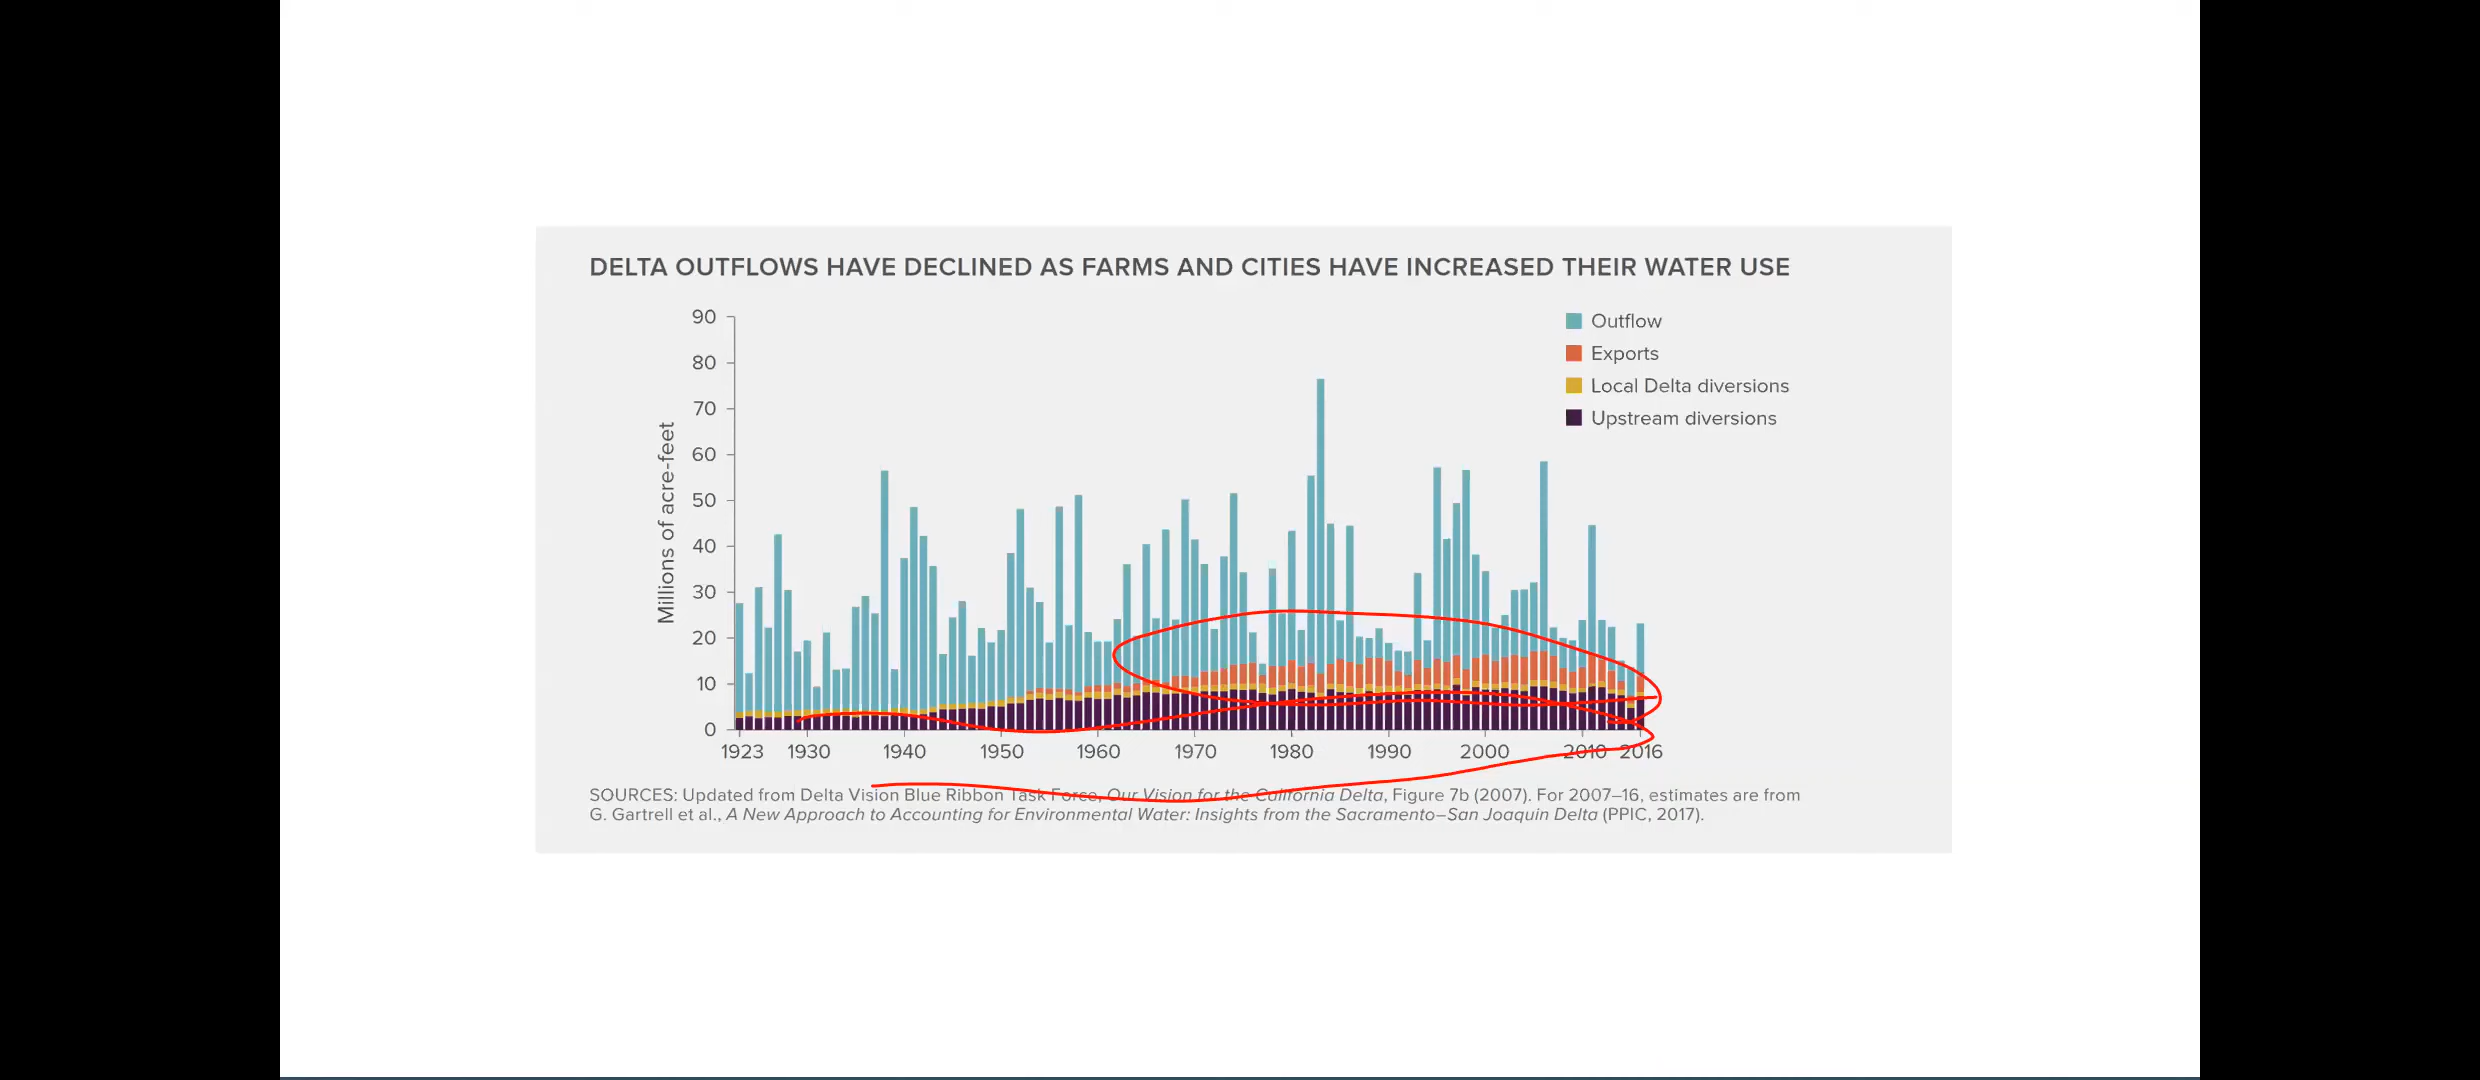 DELTA OUTFLOWS HAVE DECLINED AS FARMS AND CITIES HAVE INCREASED THEIR WATER USE
Outflow
Exports
Local Delta diversions
Upstream diversions
Millions of acre-feet
90
80
70
60
50
40
30
20
10
0
1923 1930 1940 1950 1960 1970 1980 1990 2000 2010 2016
SOURCES: Updated from Delta Vision Blue Ribbon Task Force, Our Vision for the California Delta, Figure 7b (2007). For 2007–16, estimates are from
G. Gartrell et al., A New Approach to Accounting for Environmental Water: Insights from the Sacramento–San Joaquin Delta (PPIC, 2017).